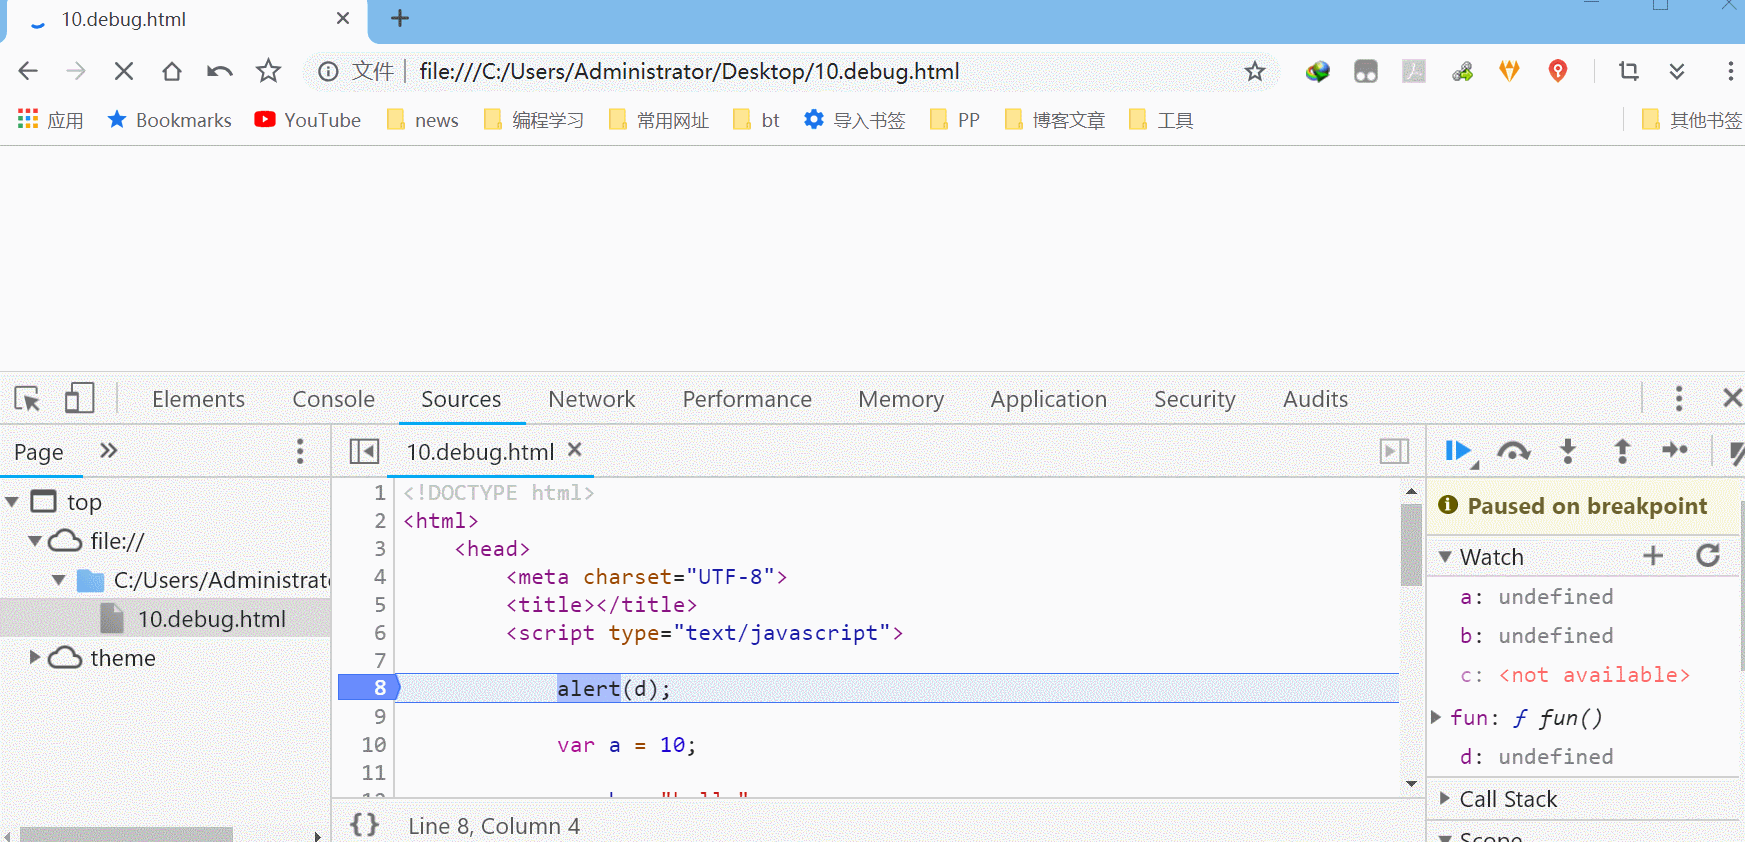 10.debug.html
文件 file:///C:/Users/Administrator/Desktop/10.debug.html
应用 Bookmarks YouTube news 编程学习 常用网址 bt 导入书签 PP 博客文章 工具 其他书签
Elements Console Sources Network Performance Memory Application Security Audits
Page
10.debug.html
top
file://
C:/Users/Administrat
10.debug.html
theme
1 <!DOCTYPE html>
2 <html>
3 <head>
4 <meta charset="UTF-8">
5 <title></title>
6 <script type="text/javascript">
7
8 alert(d);
9
10 var a = 10;
11
{} Line 8, Column 4
Paused on breakpoint
Watch
a: undefined
b: undefined
c: <not available>
fun: ƒ fun()
d: undefined
Call Stack
Scope